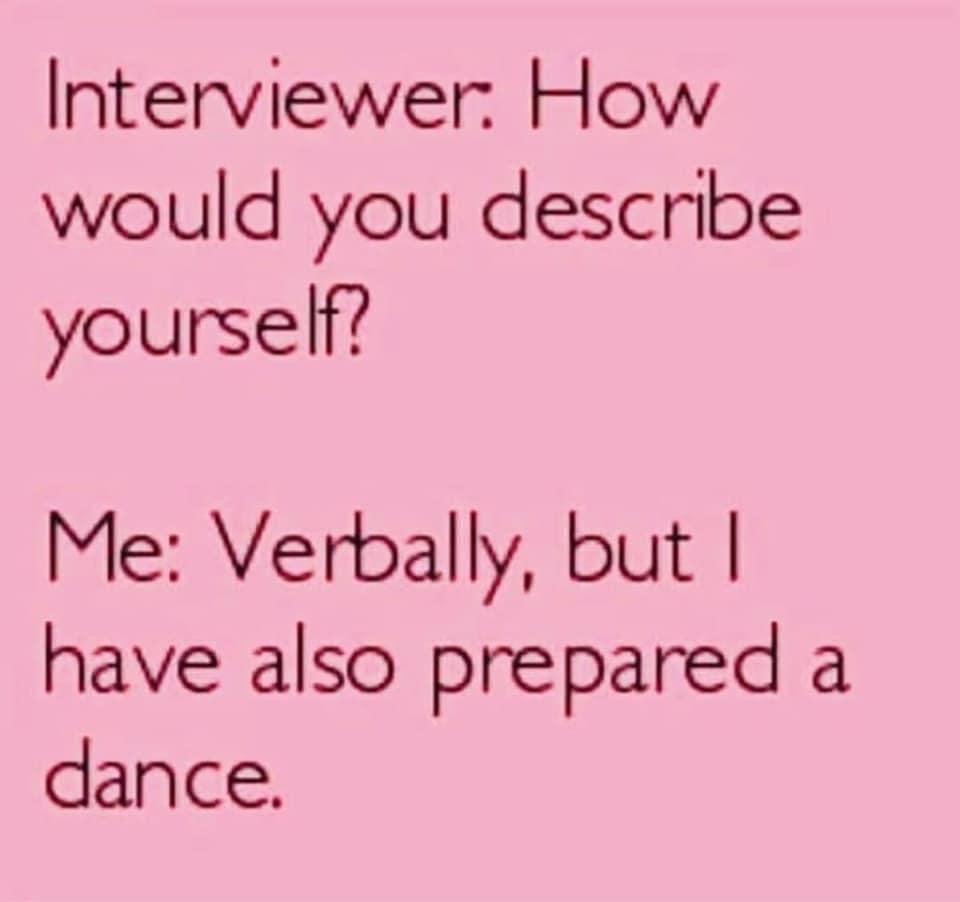 Interviewer: How
would you describe
yourself?
Me: Verbally, but I
have also prepared a
dance.